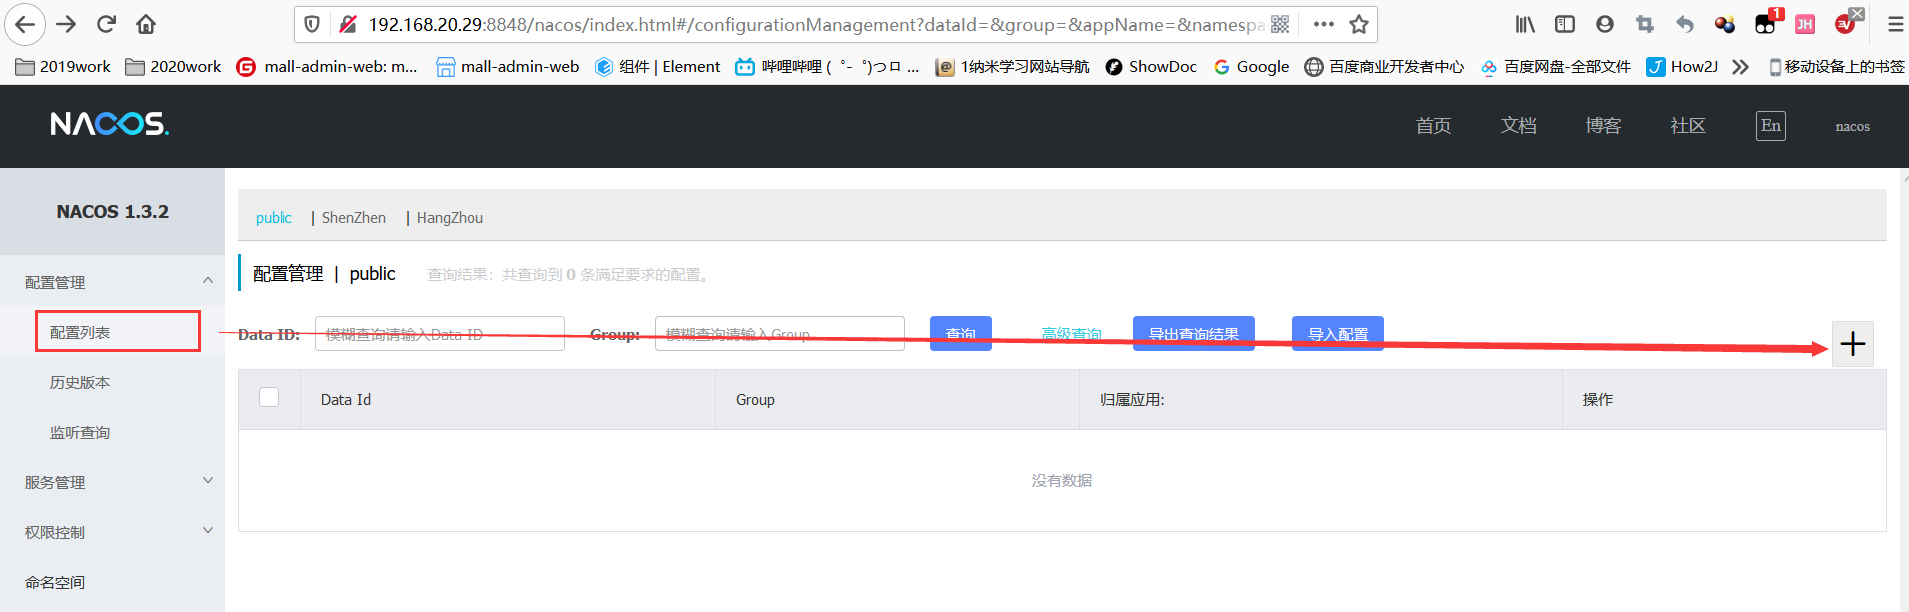 192.168.20.29:8848/nacos/index.html#/configurationManagement?dataId=&group=&appName=&namespa
1
JH
2019work 2020work mall-admin-web: m... mall-admin-web 组件 | Element 哔哩哔哩 ( ゜- ゜)つロ ... 1纳米学习网站导航 ShowDoc Google 百度商业开发者中心 百度网盘-全部文件 How2J 移动设备上的书签
NACOS. 首页 文档 博客 社区 En nacos
NACOS 1.3.2
public | ShenZhen | HangZhou
配置管理
配置管理 | public 查询结果：共查询到 0 条满足要求的配置。
配置列表
Data ID: 模糊查询请输入Data ID Group: 模糊查询请输入Group 查询 高级查询 导出查询结果 导入配置 +
历史版本
Data Id Group 归属应用: 操作
监听查询
服务管理
没有数据
权限控制
命名空间